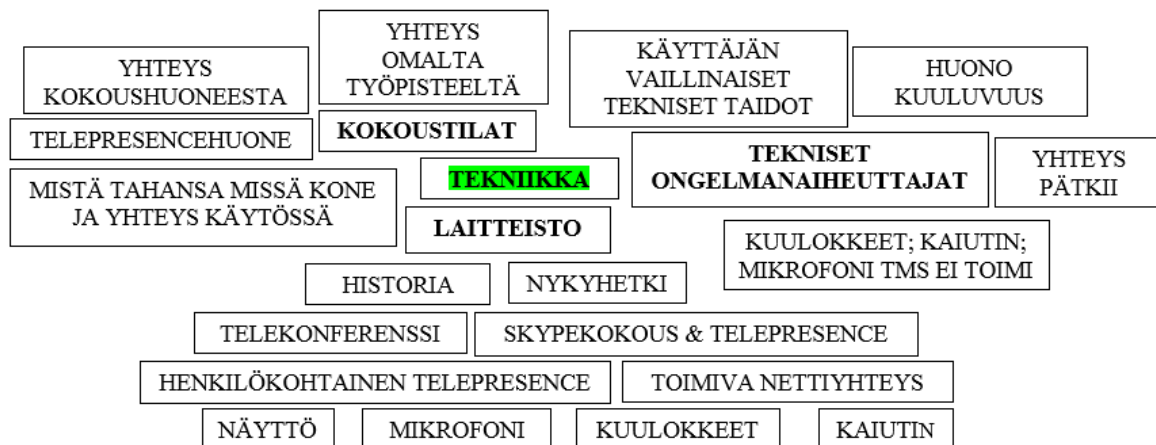 YHTEYS
KOKOUSHUONEESTA
YHTEYS
OMALTA
TYÖPISTEELTÄ
KÄYTTÄJÄN
VAILLINAISET
TEKNISET TAIDOT
HUONO
KUULUVUUS
TELEPRESENCEHUONE
KOKOUSTILAT
TEKNIIKKA
TEKNISET
ONGELMANAIHEUTTAJAT
YHTEYS
PÄTKII
MISTÄ TAHANSA MISSÄ KONE
JA YHTEYS KÄYTÖSSÄ
LAITTEISTO
KUULOKKEET; KAIUTIN;
MIKROFONI TMS EI TOIMI
HISTORIA
NYKYHETKI
TELEKONFERENSSI
SKYPEKOKOUS & TELEPRESENCE
HENKILÖKOHTAINEN TELEPRESENCE
TOIMIVA NETTIYHTEYS
NÄYTTÖ
MIKROFONI
KUULOKKEET
KAIUTIN